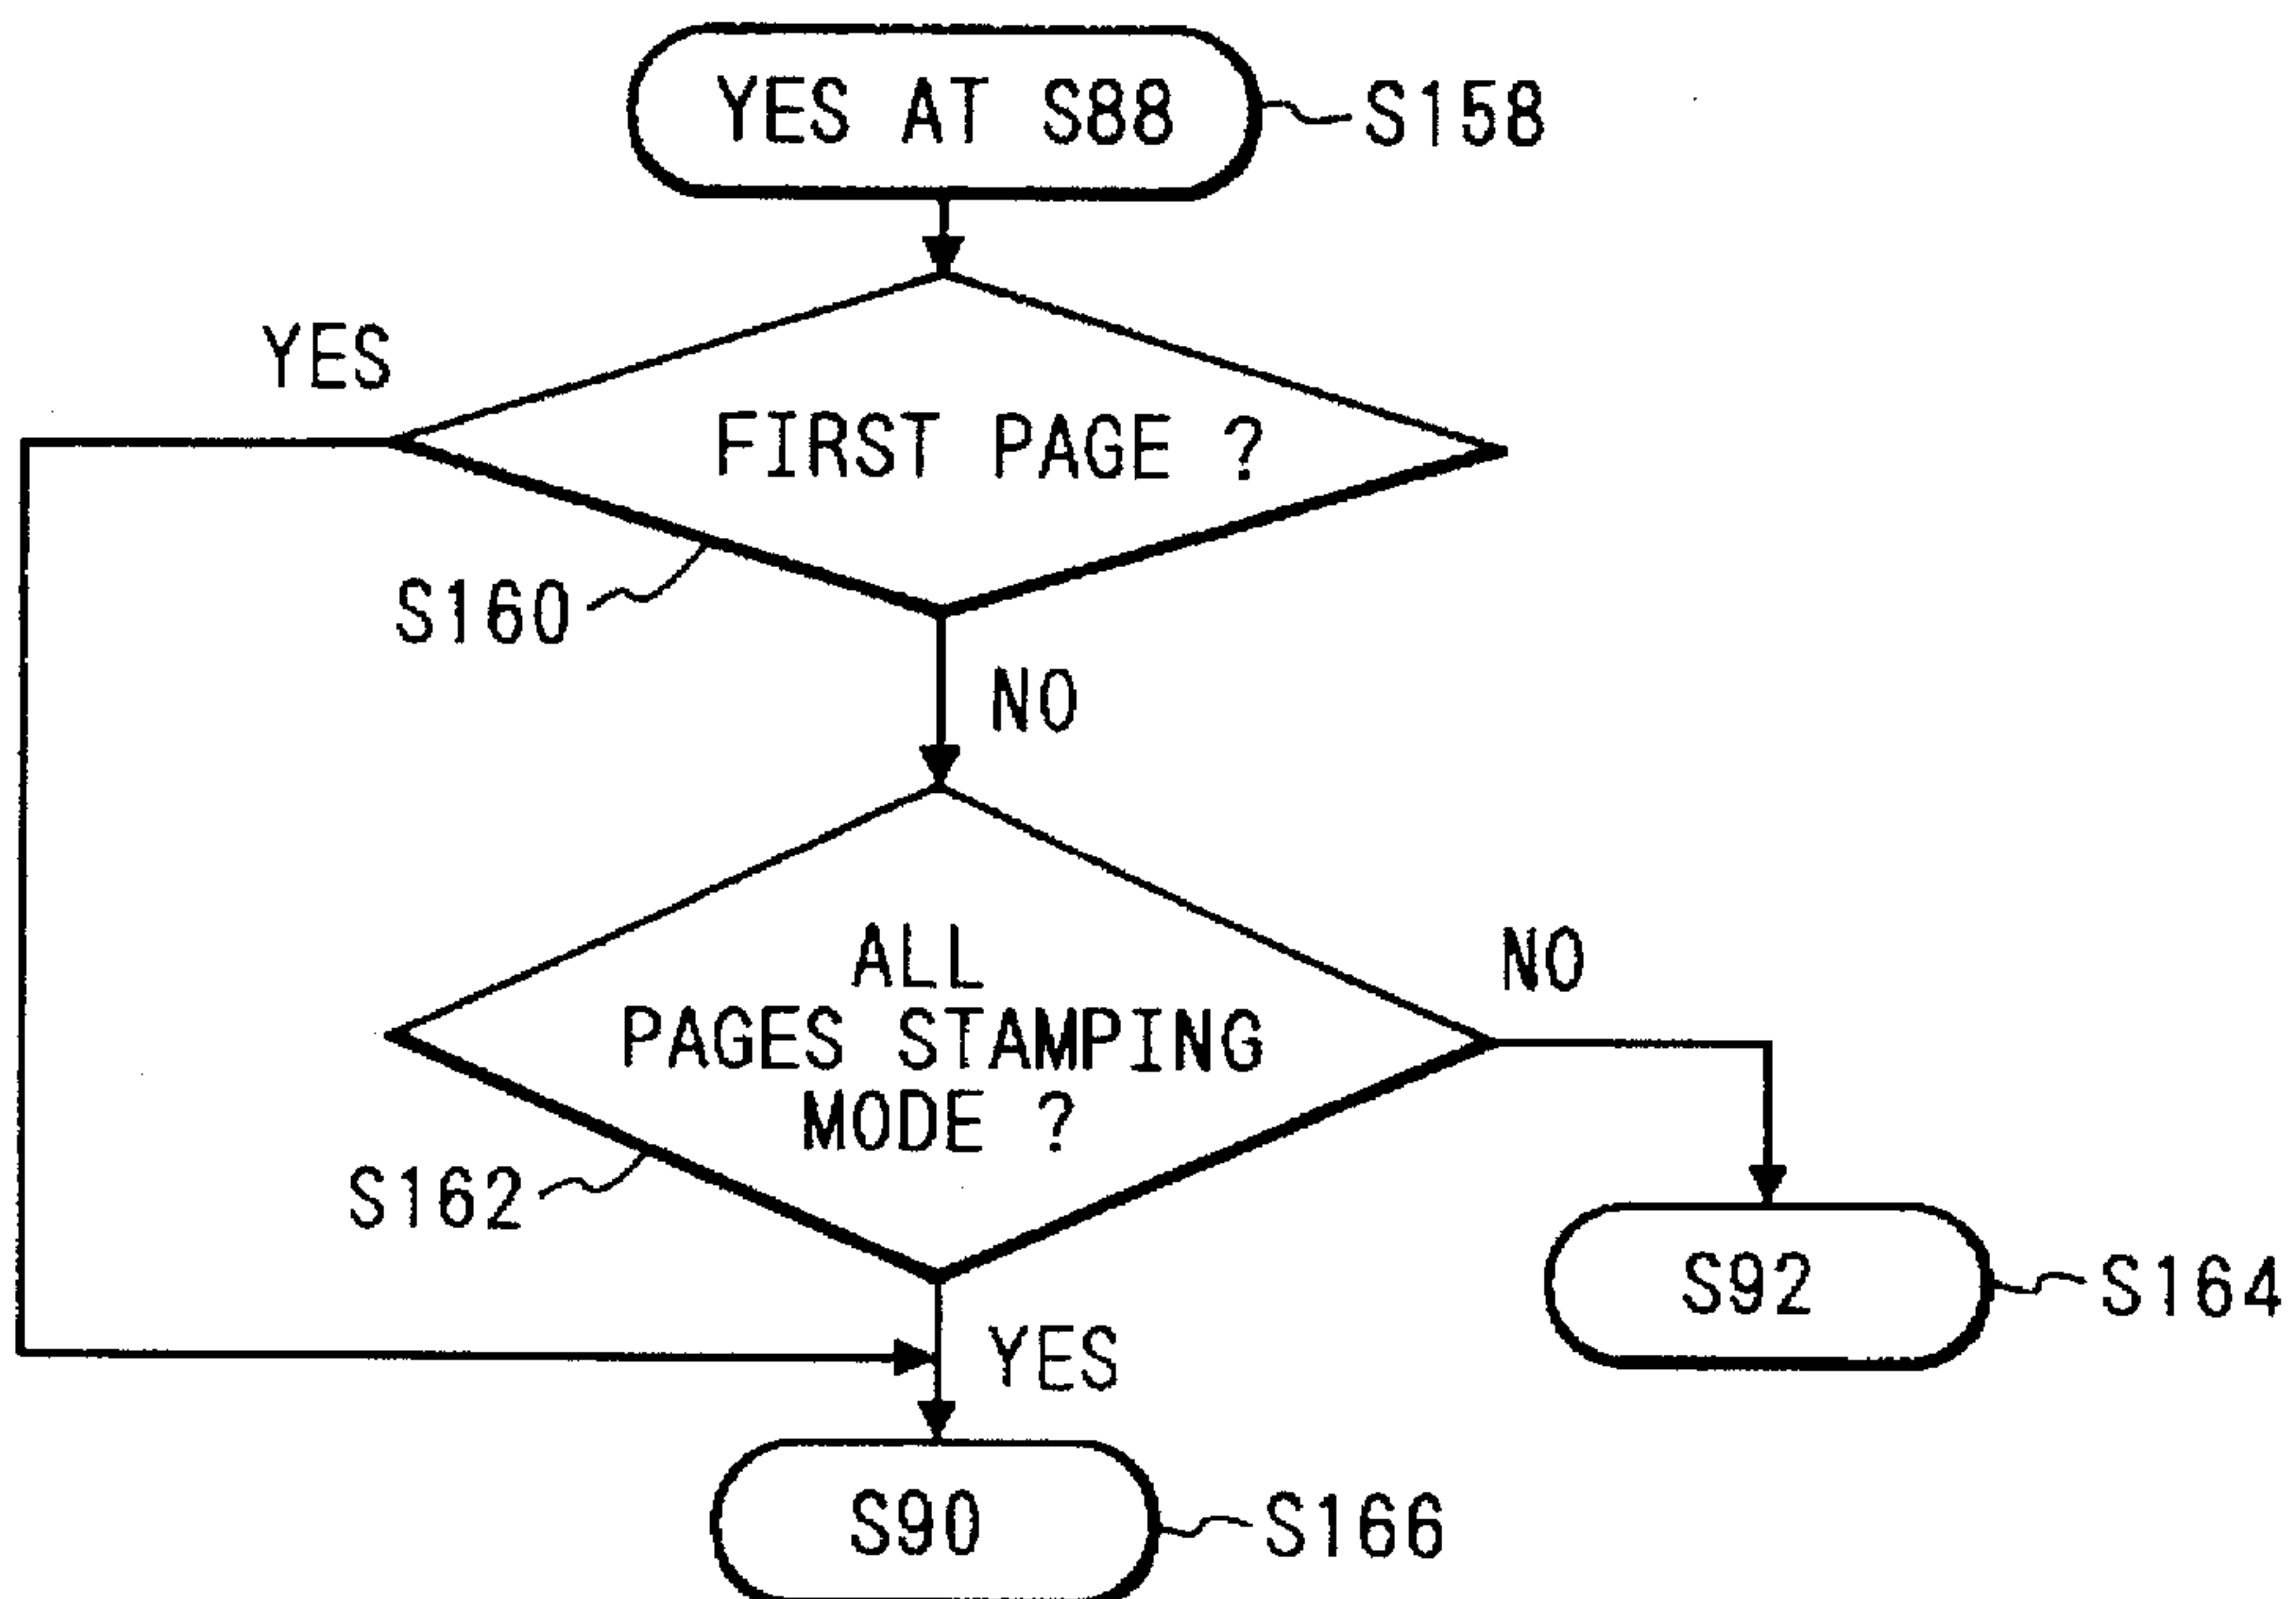 YES AT S88
S158
YES
FIRST PAGE ?
S160
NO
ALL
PAGES STAMPING
MODE ?
NO
S162
S92
S164
YES
S90
S166